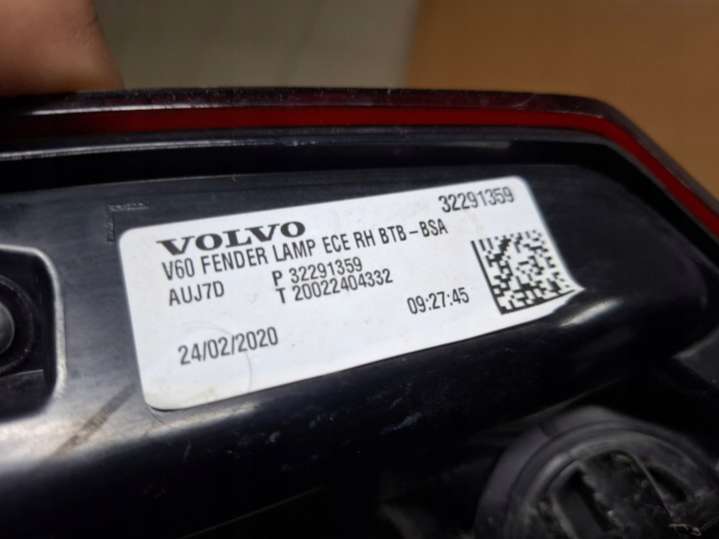 32291359
VOLVO
V60 FENDER LAMP ECE RH BTB-BSA
AUJ7D P 32291359
T 20022404332
24/02/2020 09:27:45